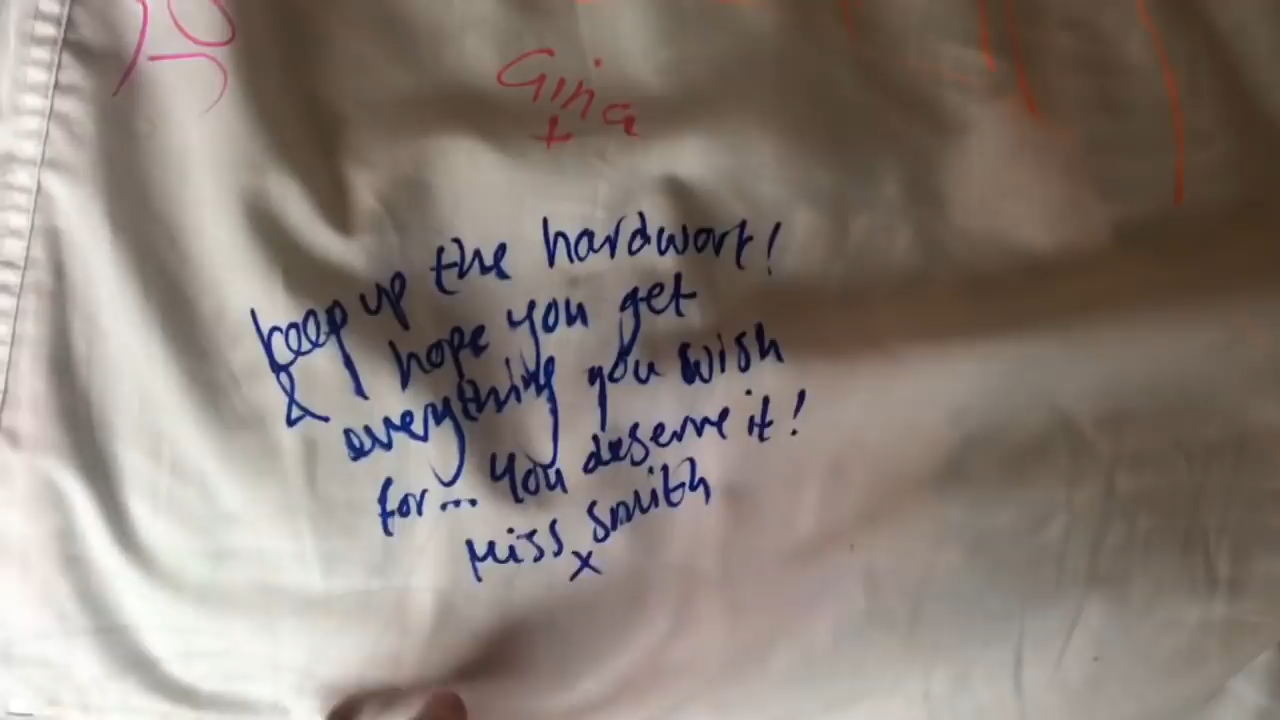 Gina
keep up the hardwork!
& hope you get
everything you wish
for... you deserve it!
Miss Smith
x